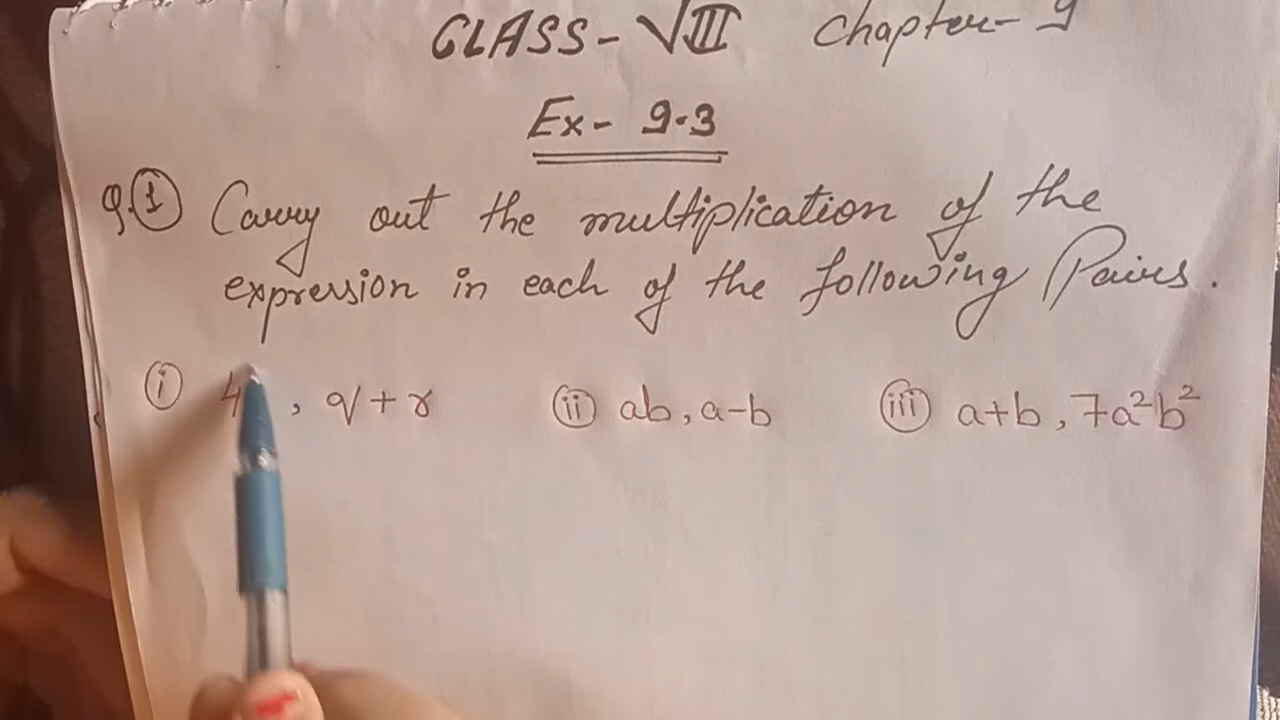 CLASS-VIII Chapter-9
Ex- 9.3
Q.① Carry out the multiplication of the
expression in each of the following Pairs.
(i) 4 , q+r (ii) ab, a-b (iii) a+b, 7a²b²